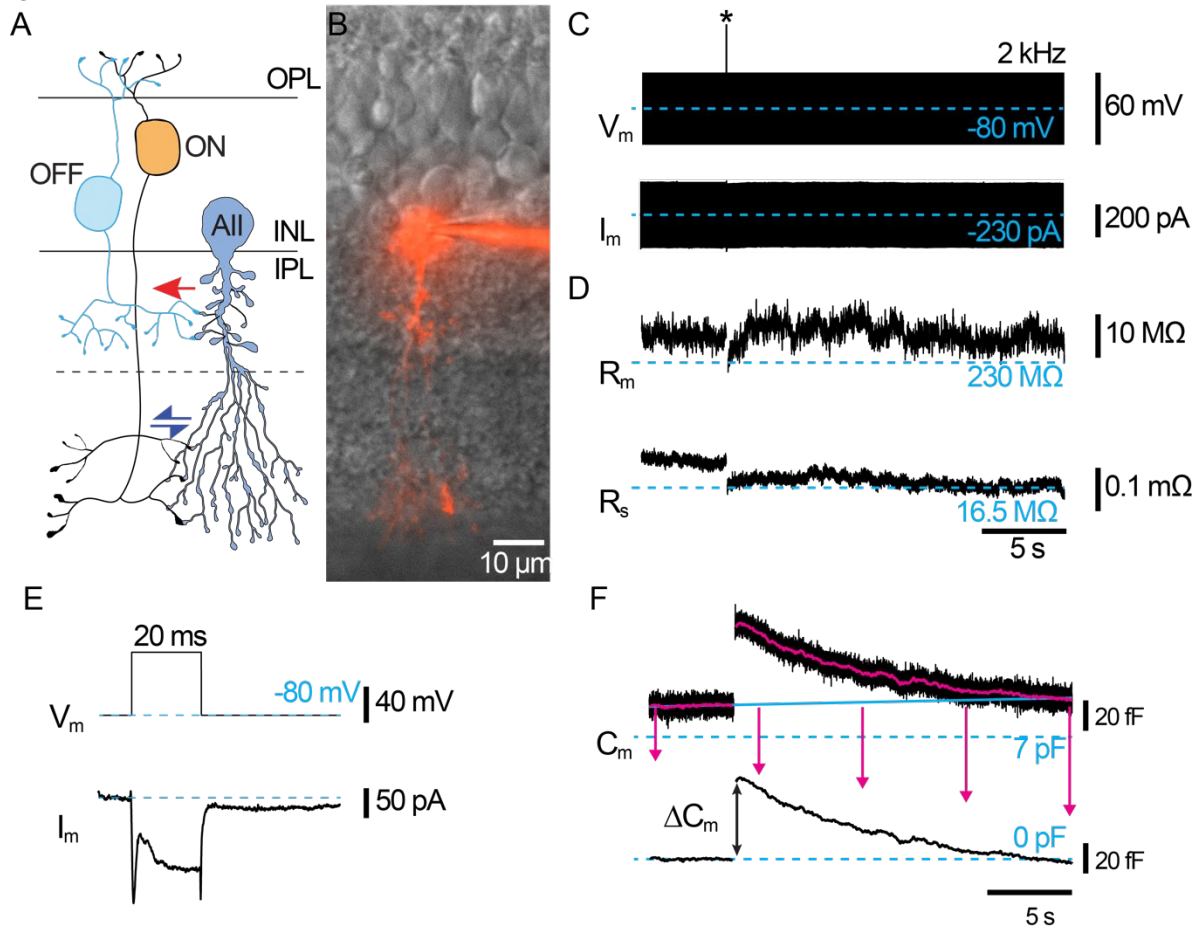 A
OPL
ON
OFF
AII
INL
IPL
B
10 µm
C
*
2 kHz
Vm
-80 mV
60 mV
Im
-230 pA
200 pA
D
Rm
230 MΩ
10 MΩ
Rs
16.5 MΩ
0.1 mΩ
5 s
E
20 ms
Vm
-80 mV
40 mV
Im
50 pA
F
Cm
7 pF
20 fF
ΔCm
0 pF
20 fF
5 s